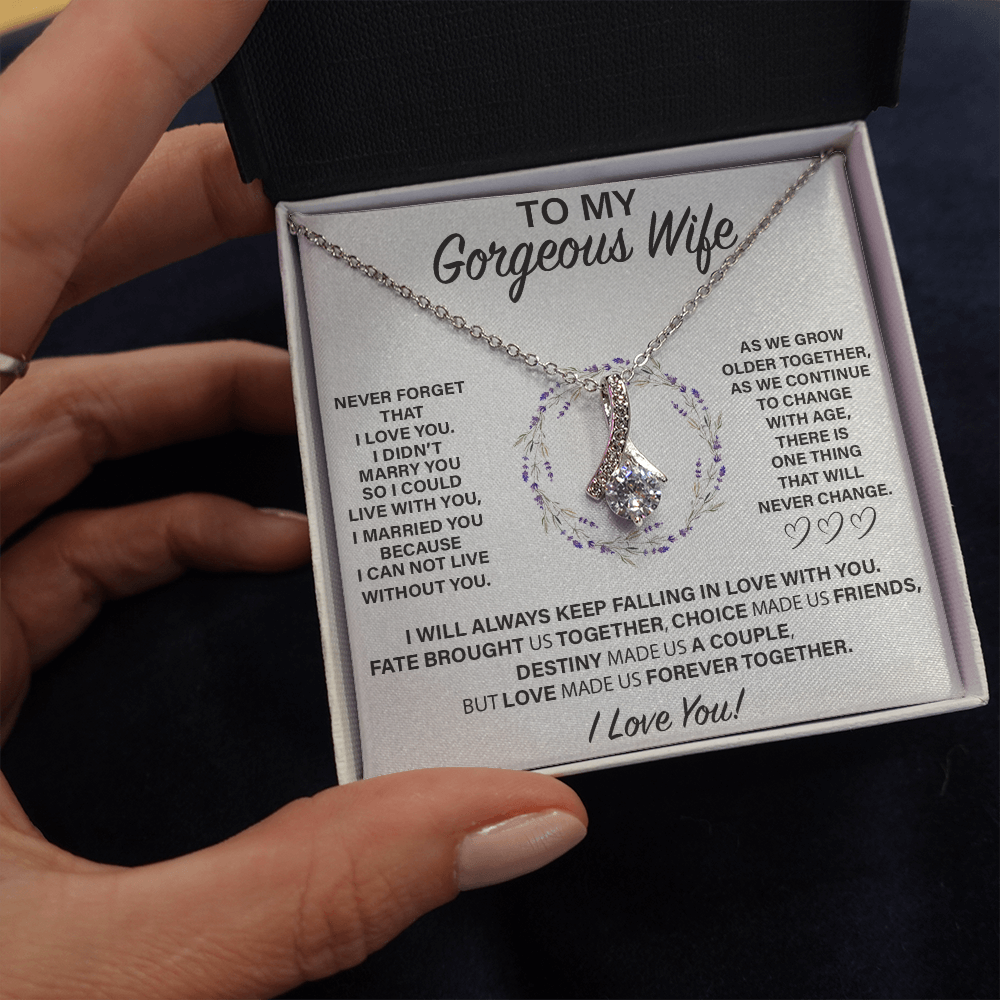 TO MY
Gorgeous Wife
NEVER FORGET
THAT
I LOVE YOU.
I DIDN'T
MARRY YOU
SO I COULD
LIVE WITH YOU,
I MARRIED YOU
BECAUSE
I CAN NOT LIVE
WITHOUT YOU.
AS WE GROW
OLDER TOGETHER,
AS WE CONTINUE
TO CHANGE
WITH AGE,
THERE IS
ONE THING
THAT WILL
NEVER CHANGE.
I WILL ALWAYS KEEP FALLING IN LOVE WITH YOU.
FATE BROUGHT US TOGETHER, CHOICE MADE US FRIENDS,
DESTINY MADE US A COUPLE,
BUT LOVE MADE US FOREVER TOGETHER.
I Love You!